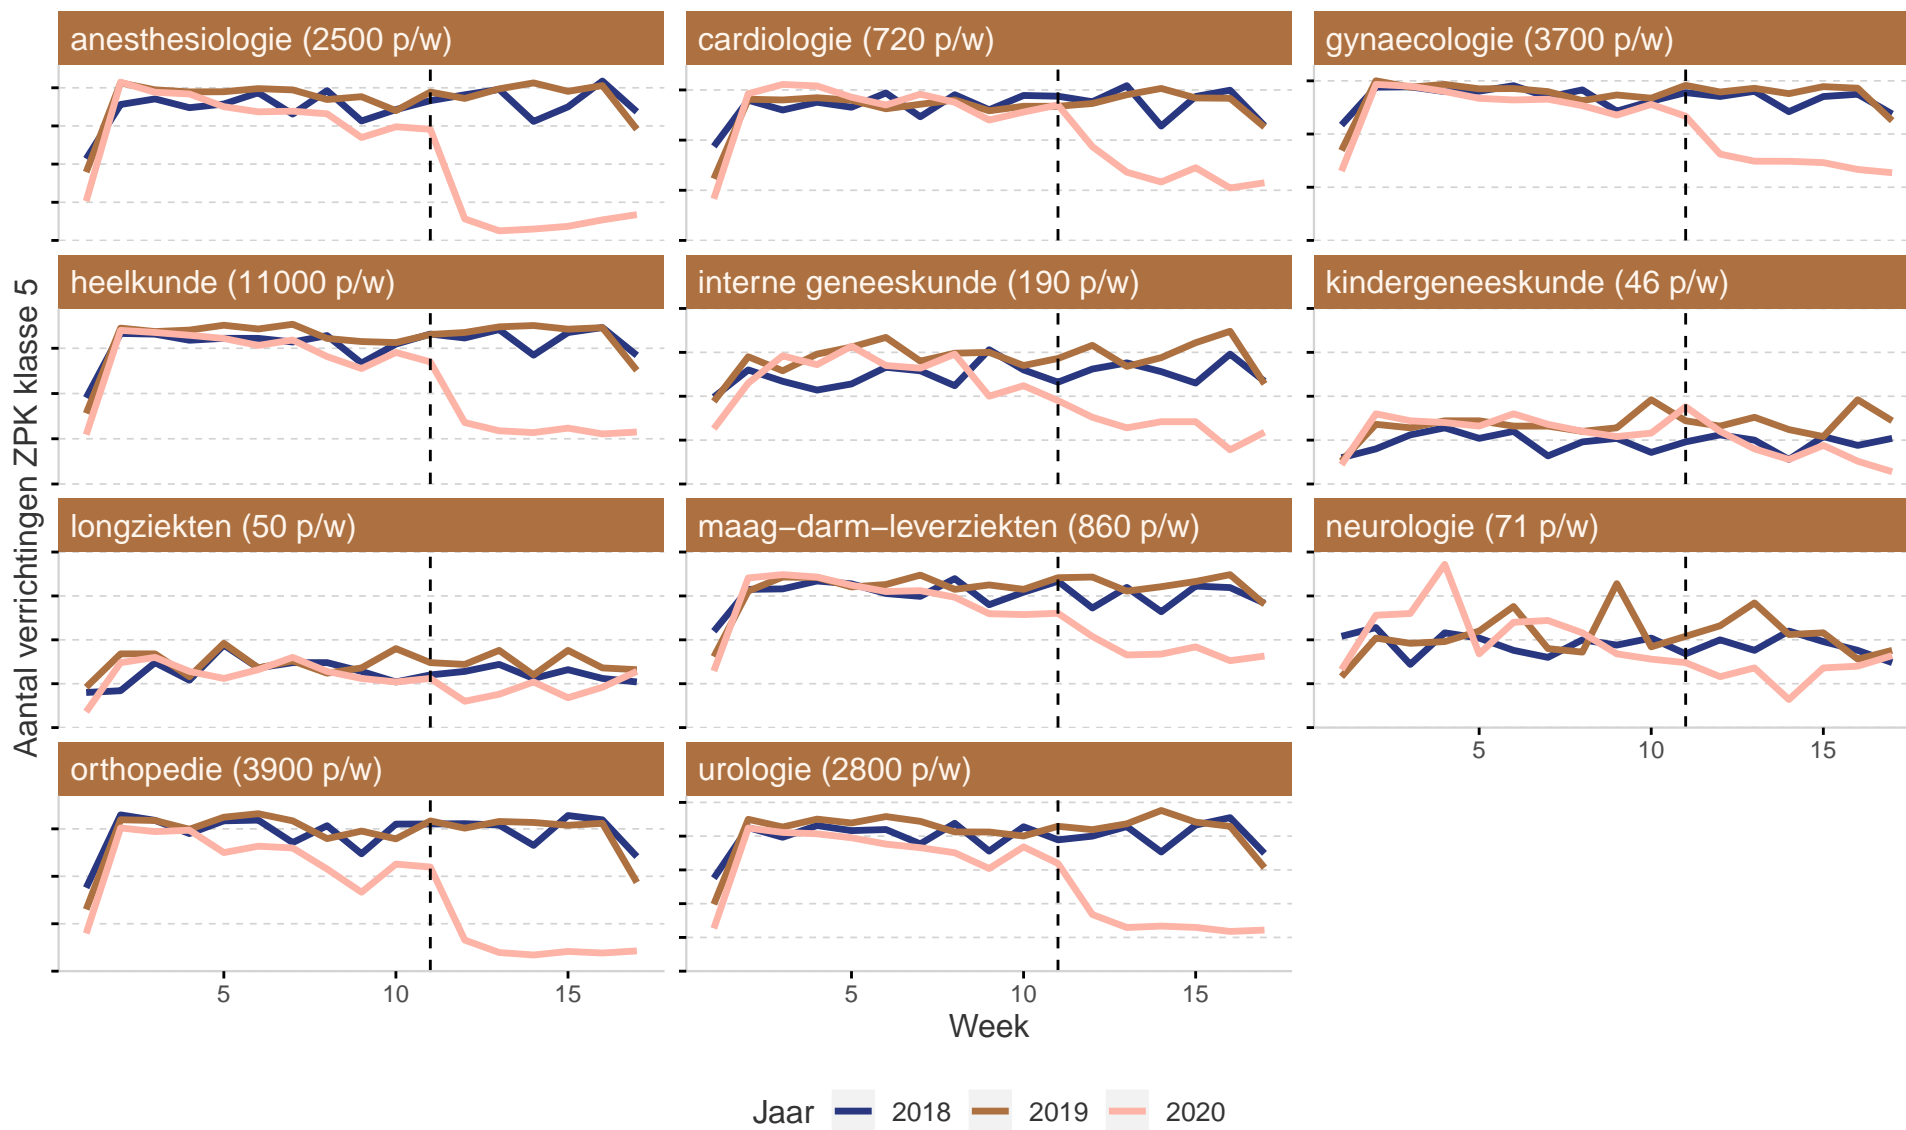 anesthesiologie (2500 p/w)
cardiologie (720 p/w)
gynaecologie (3700 p/w)
heelkunde (11000 p/w)
interne geneeskunde (190 p/w)
kindergeneeskunde (46 p/w)
longziekten (50 p/w)
maag−darm−leverziekten (860 p/w)
neurologie (71 p/w)
5 10 15
orthopedie (3900 p/w)
urologie (2800 p/w)
5 10 15
5 10 15
Week
Aantal verrichtingen ZPK klasse 5
Jaar 2018 2019 2020